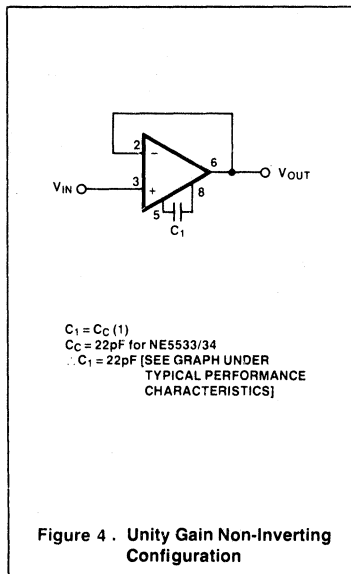 2
−
6
VIN
VOUT
3
+
8
5
C1
C1 = CC (1)
CC = 22pF for NE5533/34
∴ C1 = 22pF [SEE GRAPH UNDER
TYPICAL PERFORMANCE
CHARACTERISTICS]
Figure 4 . Unity Gain Non-Inverting
Configuration